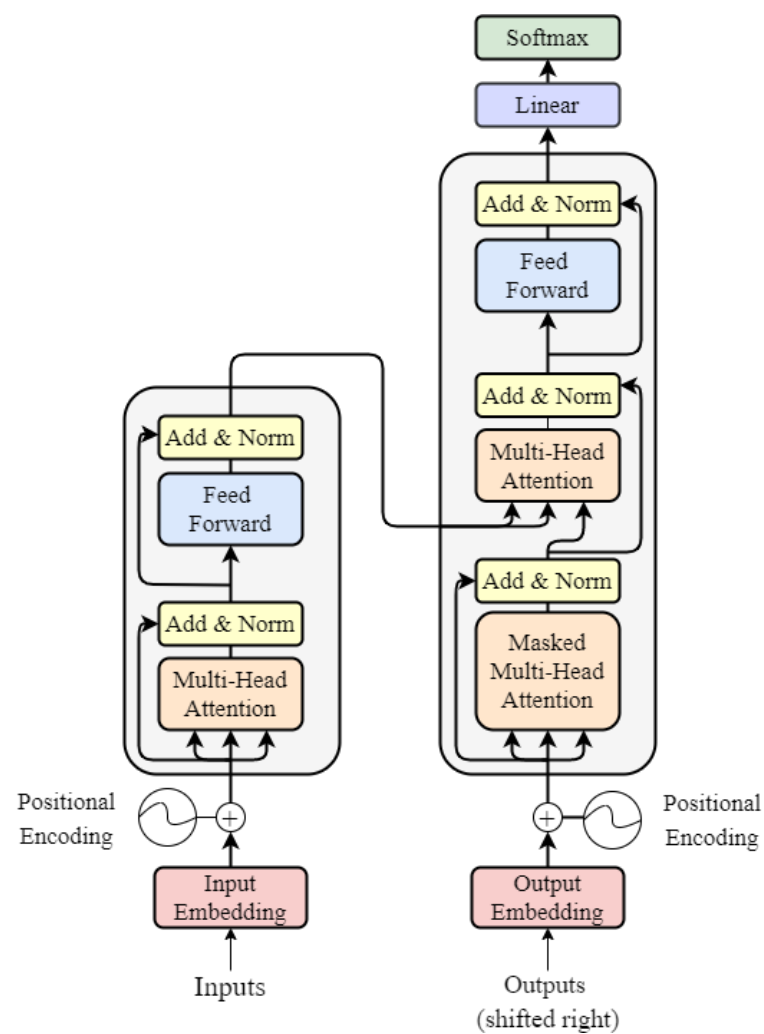 Softmax
Linear
Add & Norm
Feed
Forward
Add & Norm
Multi-Head
Attention
Add & Norm
Masked
Multi-Head
Attention
Add & Norm
Feed
Forward
Add & Norm
Multi-Head
Attention
Positional
Encoding
+
+
Positional
Encoding
Input
Embedding
Output
Embedding
Inputs
Outputs
(shifted right)